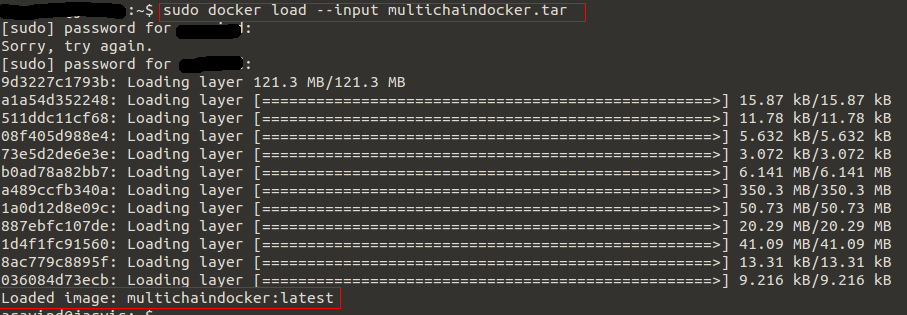 :~$ sudo docker load --input multichaindocker.tar
[sudo] password for :
Sorry, try again.
[sudo] password for :
9d3227c1793b: Loading layer 121.3 MB/121.3 MB
a1a54d352248: Loading layer [==================================================>] 15.87 kB/15.87 kB
511ddc11cf68: Loading layer [==================================================>] 11.78 kB/11.78 kB
08f405d988e4: Loading layer [==================================================>] 5.632 kB/5.632 kB
73e5d2de6e3e: Loading layer [==================================================>] 3.072 kB/3.072 kB
b0ad78a82bb7: Loading layer [==================================================>] 6.141 MB/6.141 MB
a489ccfb340a: Loading layer [==================================================>] 350.3 MB/350.3 MB
1a0d12d8e09c: Loading layer [==================================================>] 50.73 MB/50.73 MB
887ebfc107de: Loading layer [==================================================>] 20.29 MB/20.29 MB
1d4f1fc91560: Loading layer [==================================================>] 41.09 MB/41.09 MB
8ac779c8895f: Loading layer [==================================================>] 13.31 kB/13.31 kB
036084d73ecb: Loading layer [==================================================>] 9.216 kB/9.216 kB
Loaded image: multichaindocker:latest